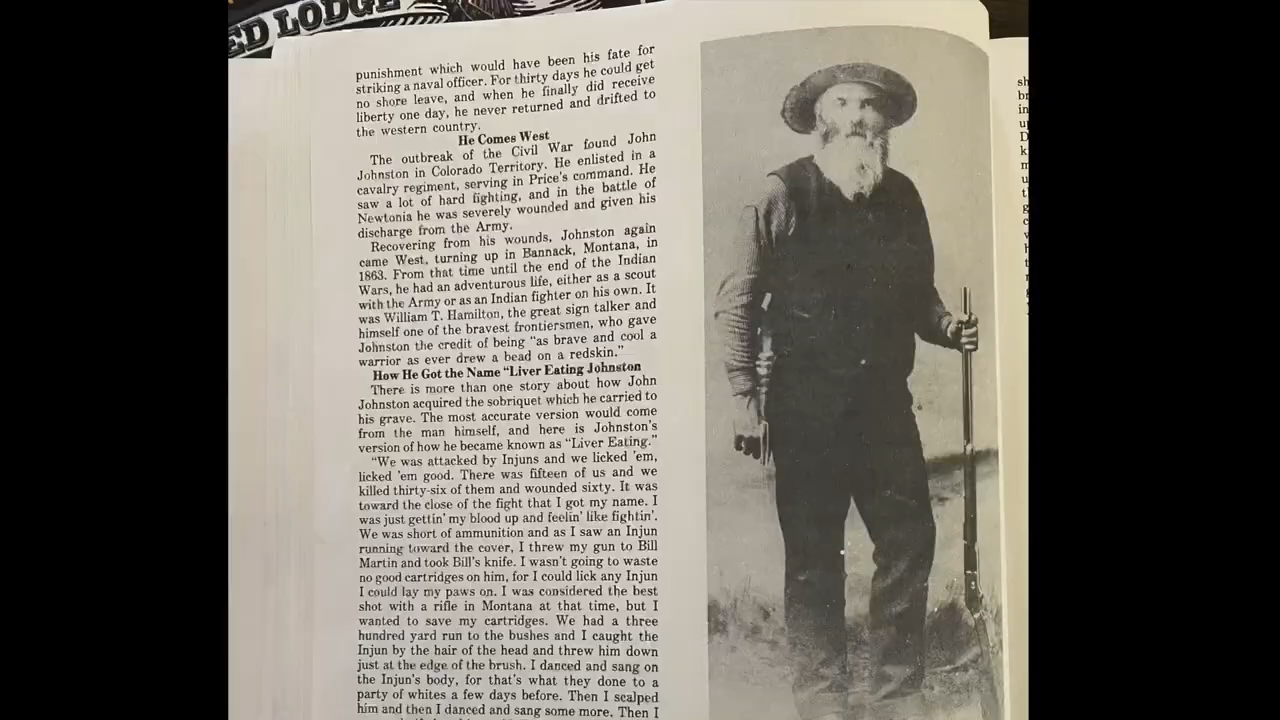 ED LODGE
punishment which would have been his fate for
striking a naval officer. For thirty days he could get
no shore leave, and when he finally did receive
liberty one day, he never returned and drifted to
the western country.
He Comes West
The outbreak of the Civil War found John
Johnston in Colorado Territory. He enlisted in a
cavalry regiment, serving in Price's command. He
saw a lot of hard fighting, and in the battle of
Newtonia he was severely wounded and given his
discharge from the Army.
Recovering from his wounds, Johnston again
came West, turning up in Bannack, Montana, in
1863. From that time until the end of the Indian
Wars, he had an adventurous life, either as a scout
with the Army or as an Indian fighter on his own. It
was William T. Hamilton, the great sign talker and
himself one of the bravest frontiersmen, who gave
Johnston the credit of being "as brave and cool a
warrior as ever drew a bead on a redskin."
How He Got the Name "Liver Eating Johnston
There is more than one story about how John
Johnston acquired the sobriquet which he carried to
his grave. The most accurate version would come
from the man himself, and here is Johnston's
version of how he became known as "Liver Eating."
"We was attacked by Injuns and we licked 'em,
licked 'em good. There was fifteen of us and we
killed thirty-six of them and wounded sixty. It was
toward the close of the fight that I got my name. I
was just gettin' my blood up and feelin' like fightin'.
We was short of ammunition and as I saw an Injun
running toward the cover, I threw my gun to Bill
Martin and took Bill's knife. I wasn't going to waste
no good cartridges on him, for I could lick any Injun
I could lay my paws on. I was considered the best
shot with a rifle in Montana at that time, but I
wanted to save my cartridges. We had a three
hundred yard run to the bushes and I caught the
Injun by the hair of the head and threw him down
just at the edge of the brush. I danced and sang on
the Injun's body, for that's what they done to a
party of whites a few days before. Then I scalped
him and then I danced and sang some more. Then I
sh
br
in